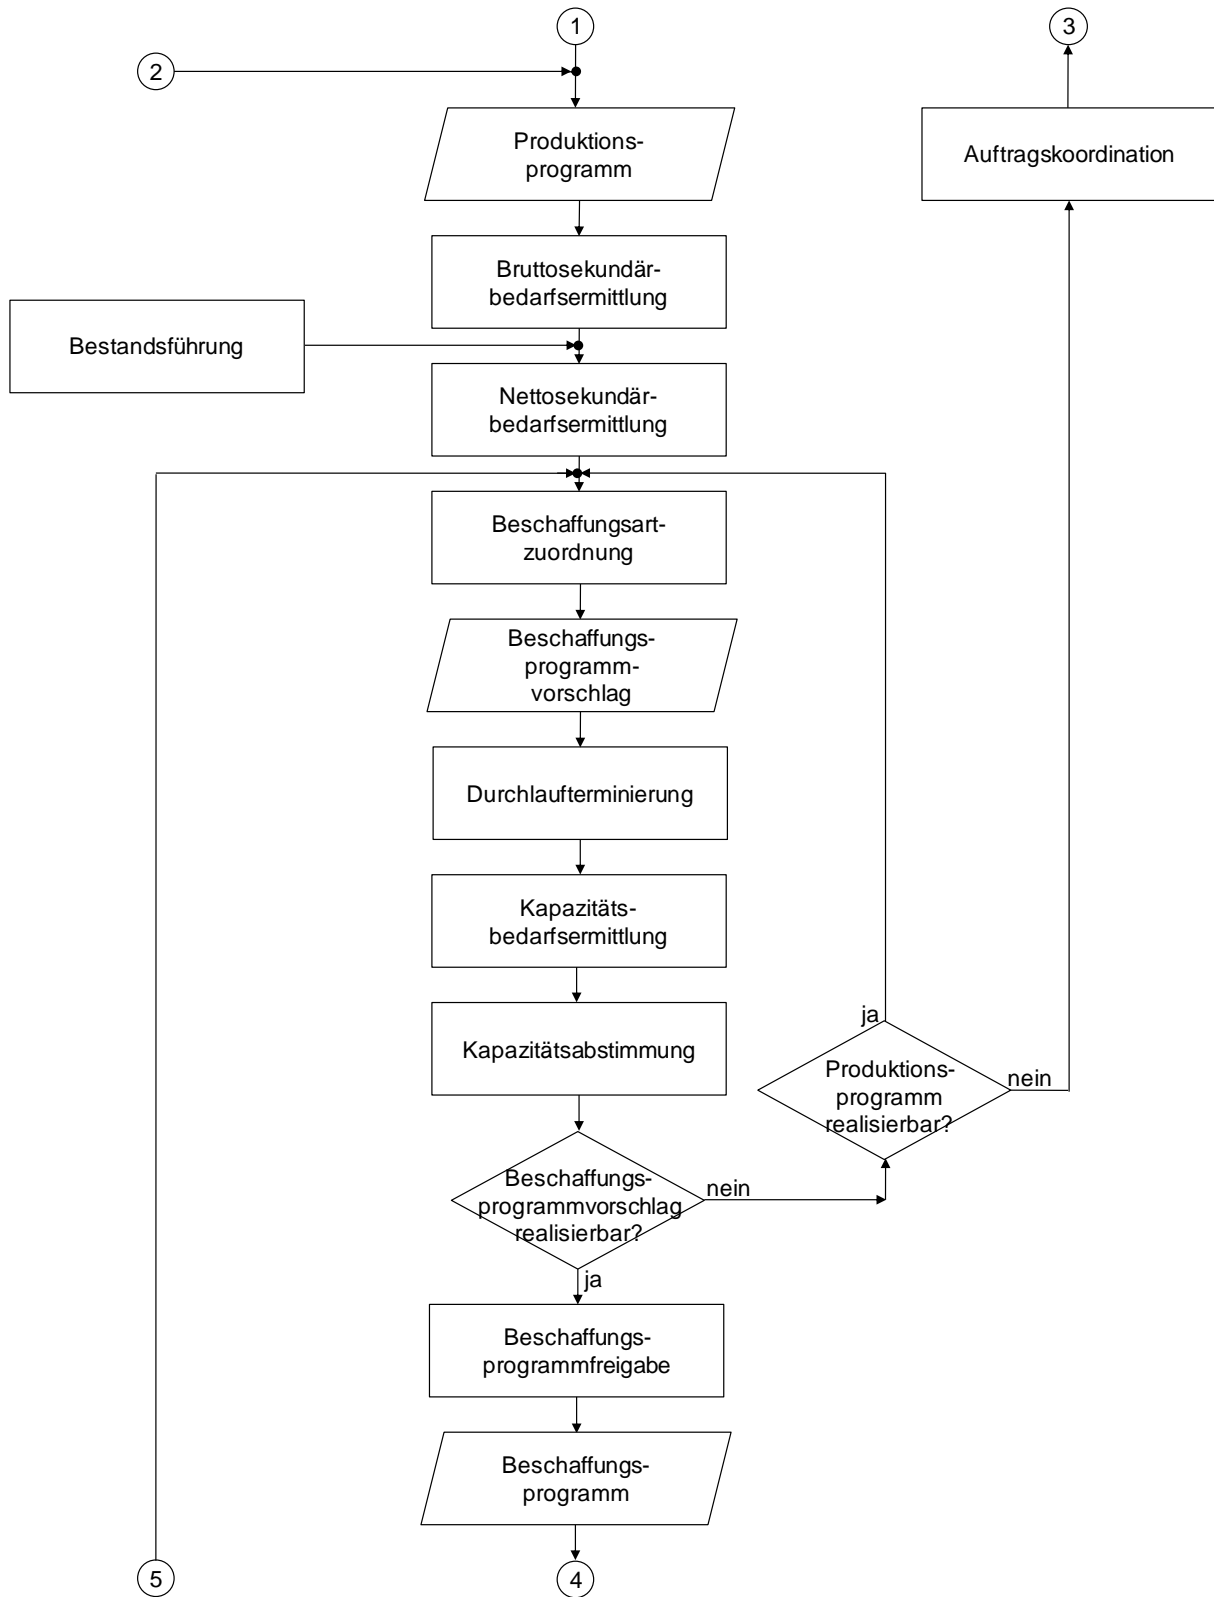 1
3
2
Produktions-
programm
Auftragskoordination
Bruttosekundär-
bedarfsermittlung
Bestandsführung
Nettosekundär-
bedarfsermittlung
Beschaffungsart-
zuordnung
Beschaffungs-
programm-
vorschlag
Durchlaufterminierung
Kapazitäts-
bedarfsermittlung
Kapazitätsabstimmung
ja
Produktions-
programm
realisierbar?
nein
Beschaffungs-
programmvorschlag
realisierbar?
nein
ja
Beschaffungs-
programmfreigabe
Beschaffungs-
programm
5
4